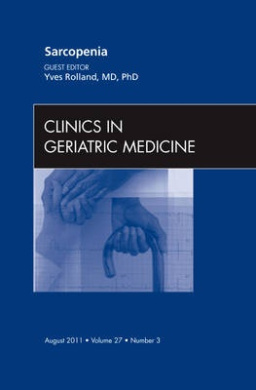 Sarcopenia
GUEST EDITOR
Yves Rolland, MD, PhD
CLINICS IN
GERIATRIC MEDICINE
August 2011 • Volume 27 • Number 3